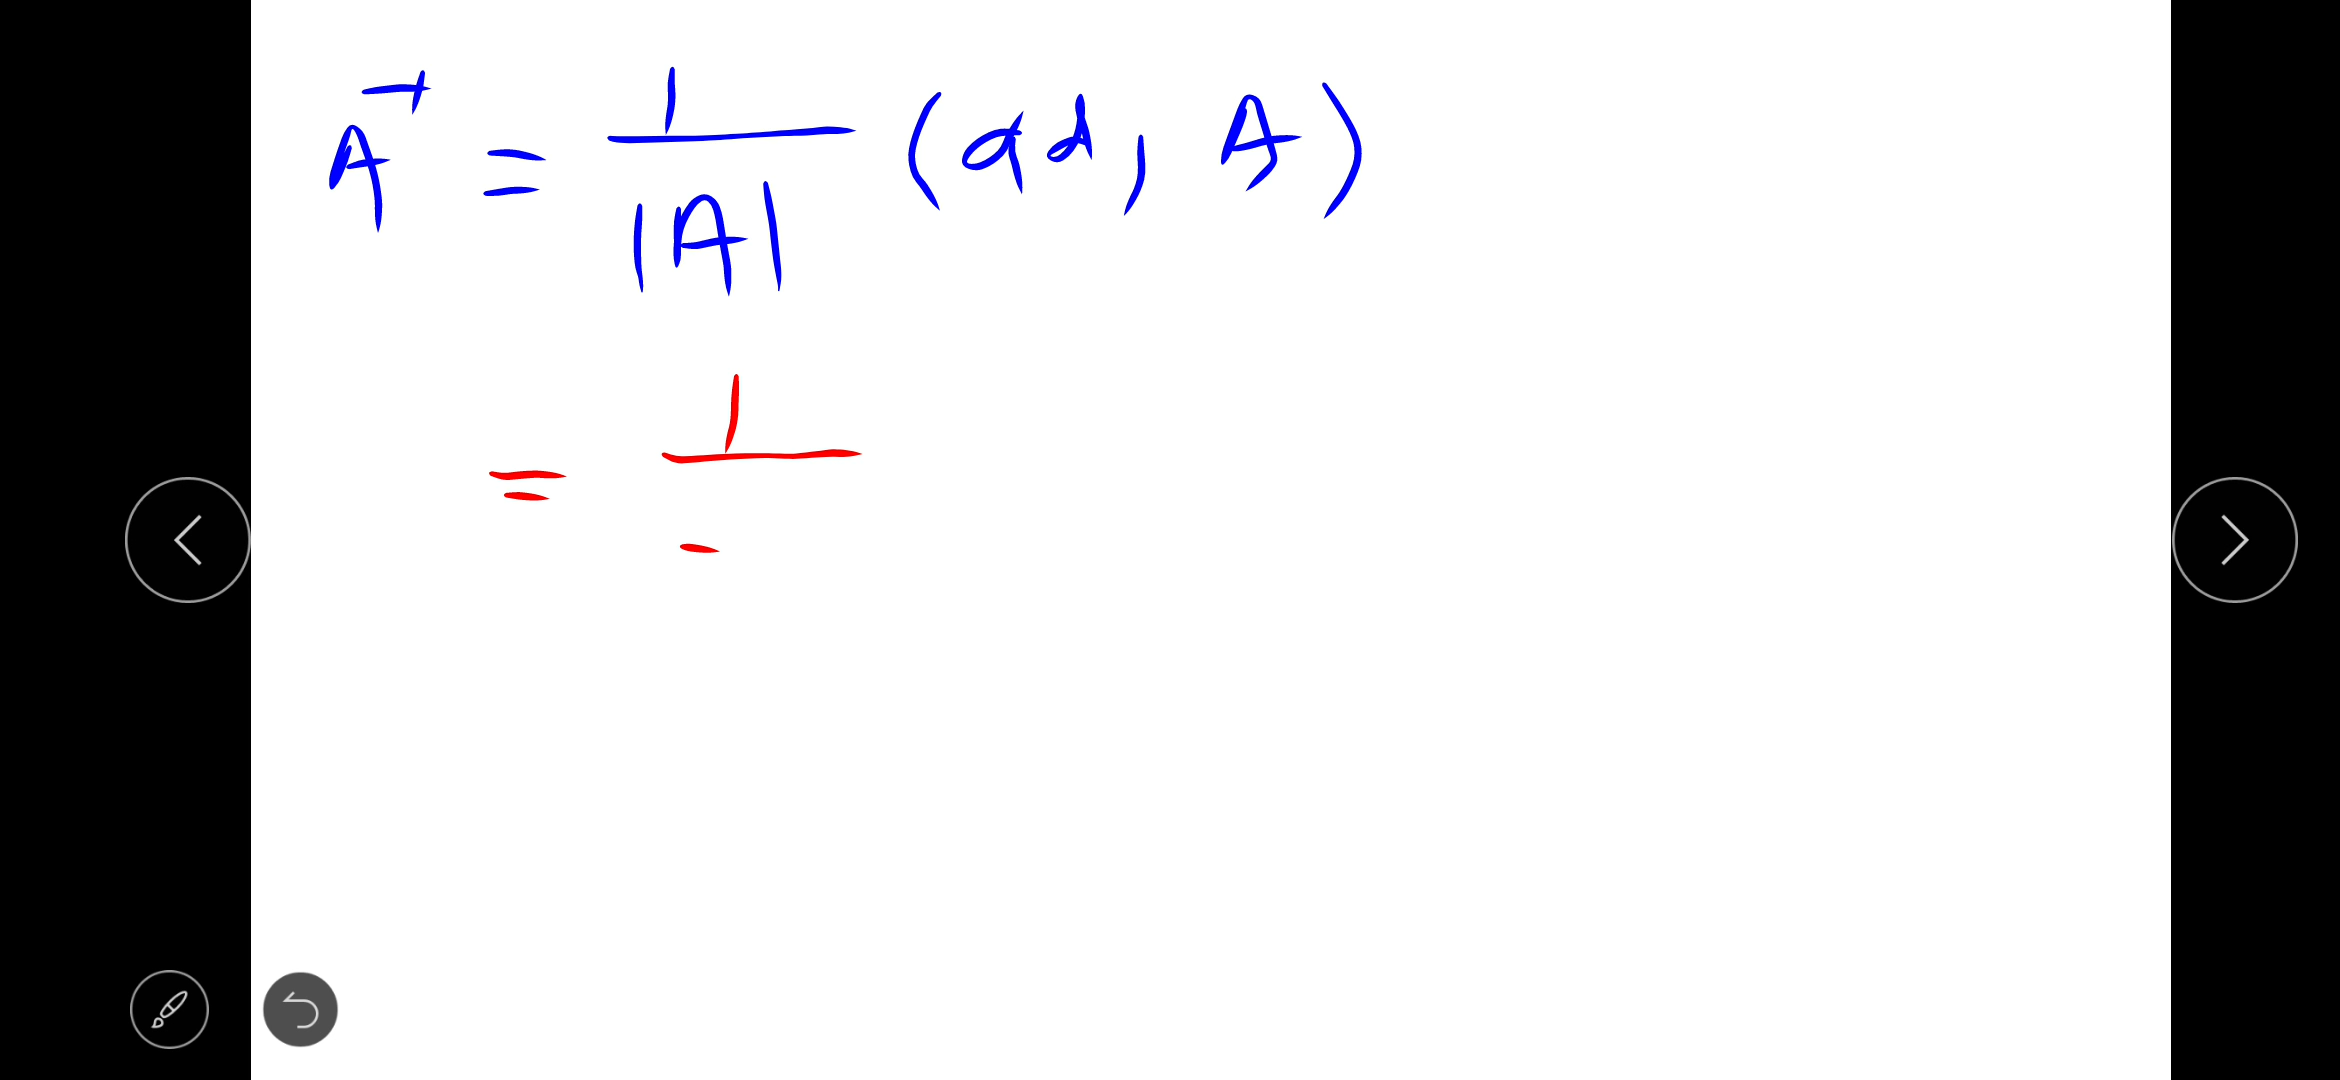 A⁻¹ = 1/|A| (adj A)
= 1/-